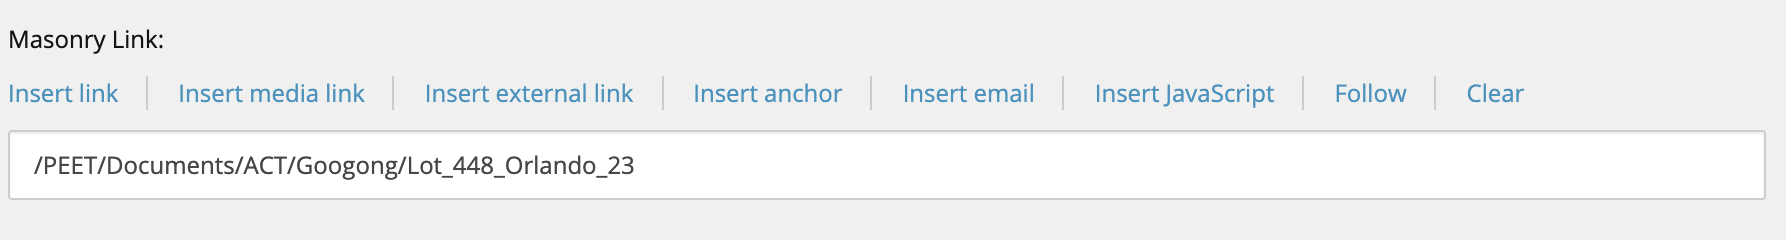 Masonry Link:
Insert link Insert media link Insert external link Insert anchor Insert email Insert JavaScript Follow Clear
/PEET/Documents/ACT/Googong/Lot_448_Orlando_23